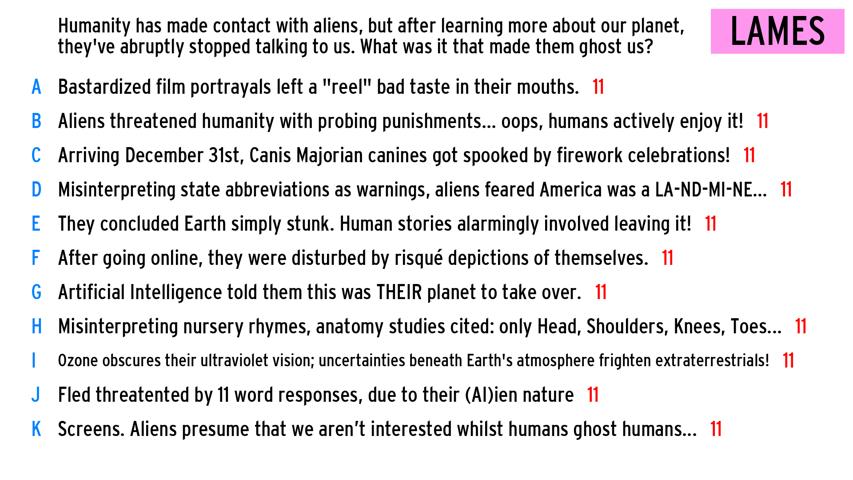 Humanity has made contact with aliens, but after learning more about our planet,
they've abruptly stopped talking to us. What was it that made them ghost us?
LAMES
A Bastardized film portrayals left a "reel" bad taste in their mouths. 11
B Aliens threatened humanity with probing punishments... oops, humans actively enjoy it! 11
C Arriving December 31st, Canis Majorian canines got spooked by firework celebrations! 11
D Misinterpreting state abbreviations as warnings, aliens feared America was a LA-ND-MI-NE... 11
E They concluded Earth simply stunk. Human stories alarmingly involved leaving it! 11
F After going online, they were disturbed by risqué depictions of themselves. 11
G Artificial Intelligence told them this was THEIR planet to take over. 11
H Misinterpreting nursery rhymes, anatomy studies cited: only Head, Shoulders, Knees, Toes... 11
I Ozone obscures their ultraviolet vision; uncertainties beneath Earth's atmosphere frighten extraterrestrials! 11
J Fled threatented by 11 word responses, due to their (AI)ien nature 11
K Screens. Aliens presume that we aren’t interested whilst humans ghost humans... 11